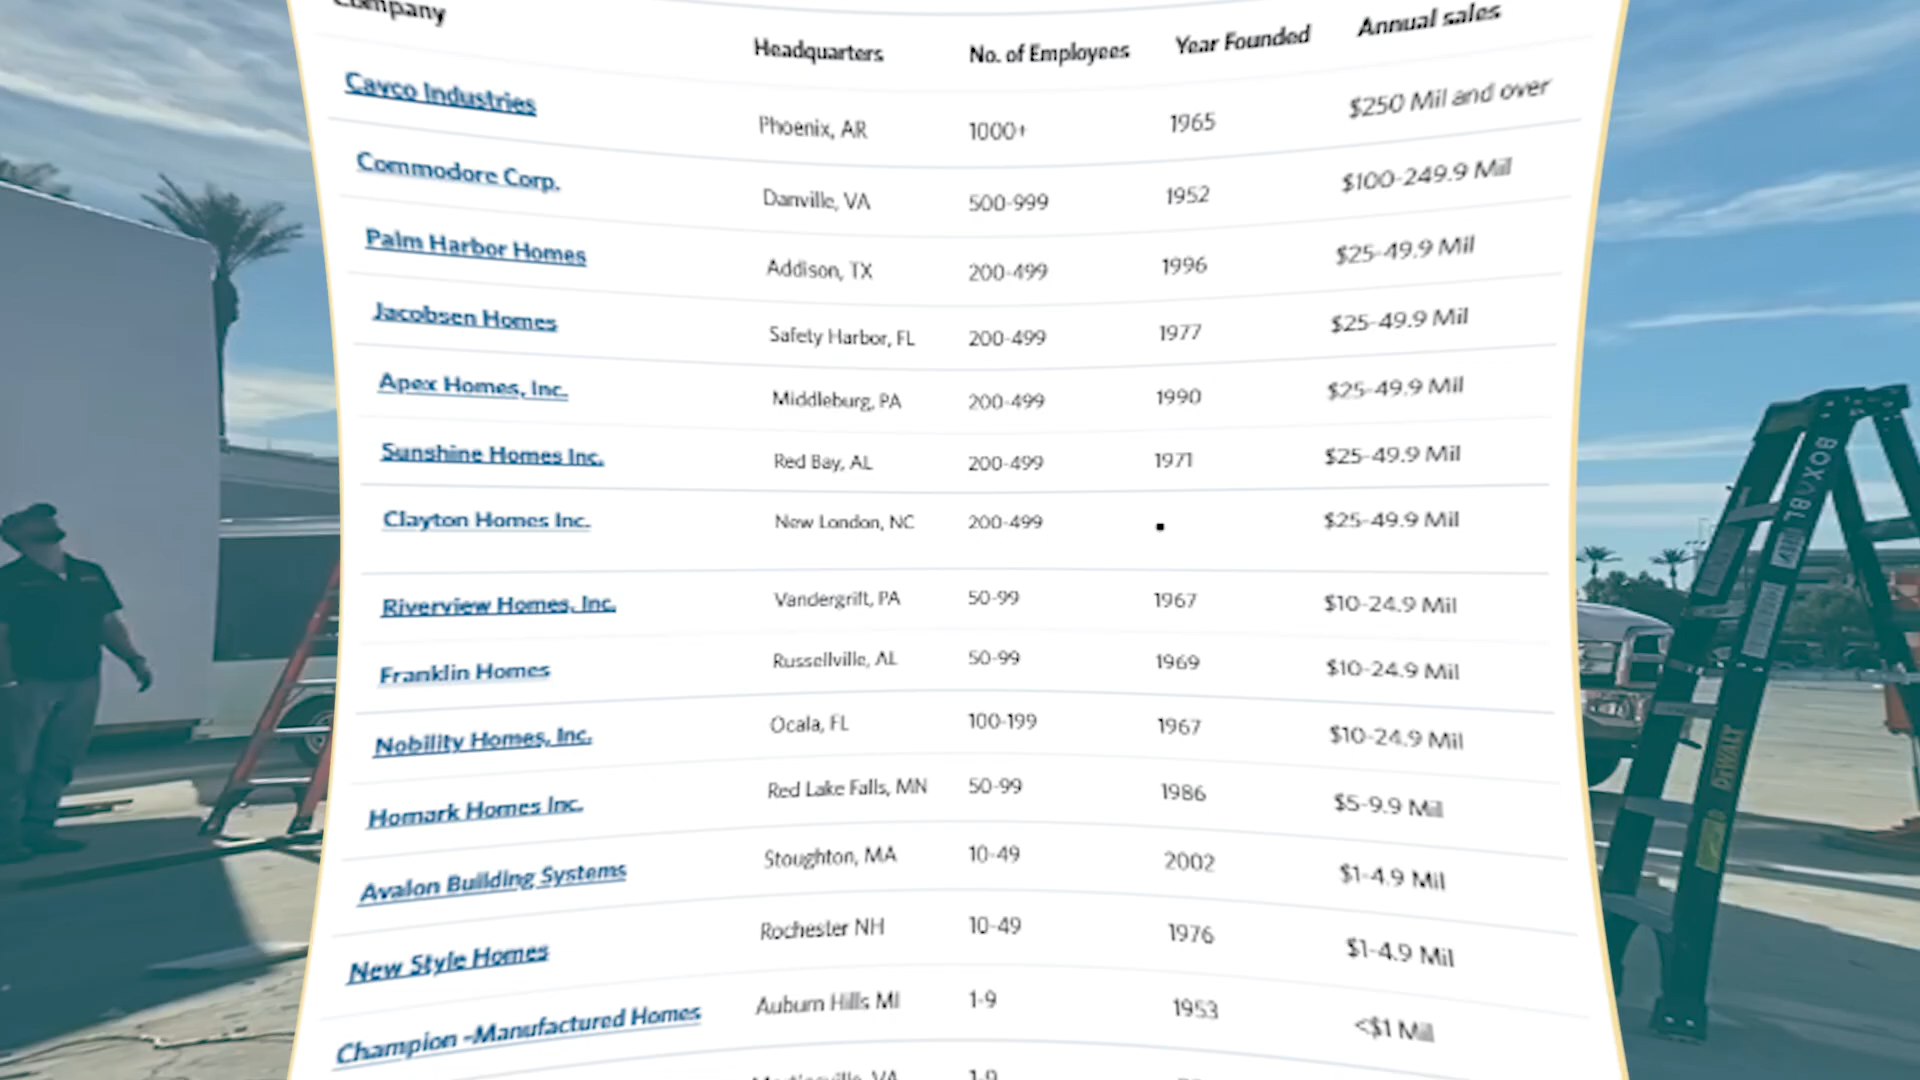 Company Headquarters No. of Employees Year Founded Annual sales
Cavco Industries Phoenix, AR 1000+ 1965 $250 Mil and over
Commodore Corp. Danville, VA 500-999 1952 $100-249.9 Mil
Palm Harbor Homes Addison, TX 200-499 1996 $25-49.9 Mil
Jacobsen Homes Safety Harbor, FL 200-499 1977 $25-49.9 Mil
Apex Homes, Inc. Middleburg, PA 200-499 1990 $25-49.9 Mil
Sunshine Homes Inc. Red Bay, AL 200-499 1971 $25-49.9 Mil
Clayton Homes Inc. New London, NC 200-499 ▪ $25-49.9 Mil
Riverview Homes, Inc. Vandergrift, PA 50-99 1967 $10-24.9 Mil
Franklin Homes Russellville, AL 50-99 1969 $10-24.9 Mil
Nobility Homes, Inc. Ocala, FL 100-199 1967 $10-24.9 Mil
Homark Homes Inc. Red Lake Falls, MN 50-99 1986 $5-9.9 Mil
Avalon Building Systems Stoughton, MA 10-49 2002 $1-4.9 Mil
New Style Homes Rochester NH 10-49 1976 $1-4.9 Mil
Champion -Manufactured Homes Auburn Hills MI 1-9 1953 <$1 Mil
VA 1-9
DEWALT